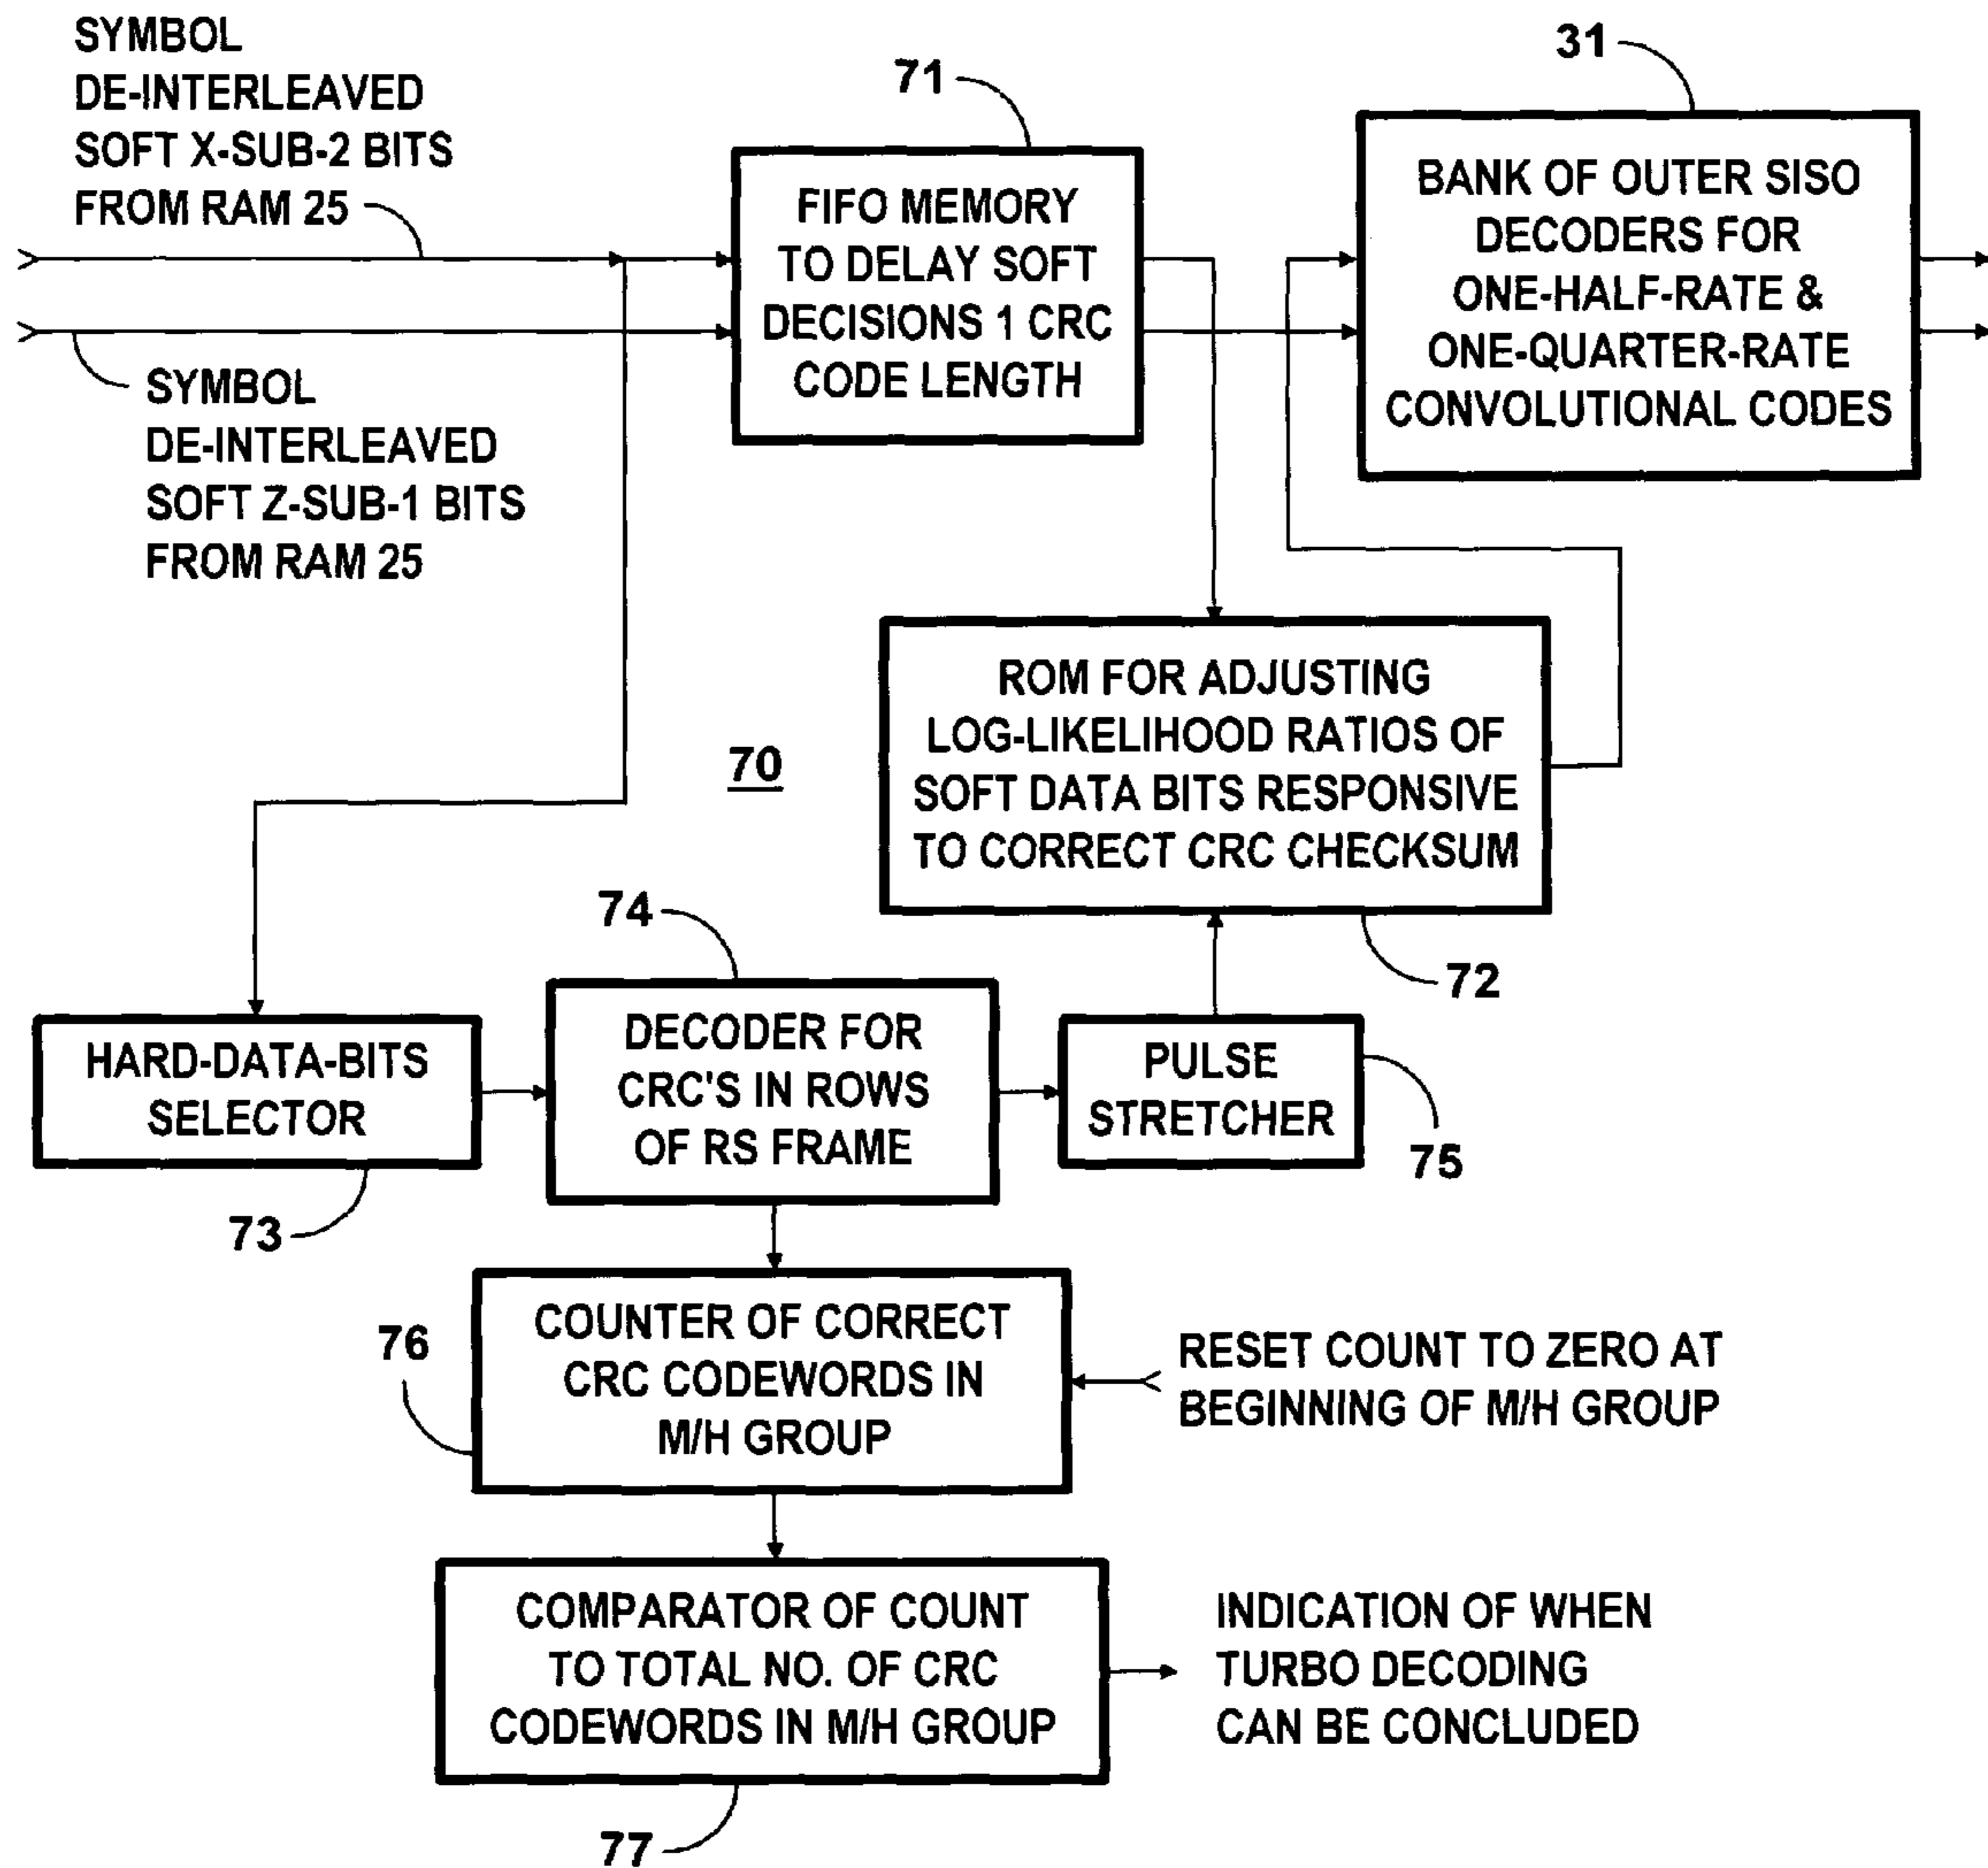 SYMBOL
DE-INTERLEAVED
SOFT X-SUB-2 BITS
FROM RAM 25
71
31
FIFO MEMORY
TO DELAY SOFT
DECISIONS 1 CRC
CODE LENGTH
BANK OF OUTER SISO
DECODERS FOR
ONE-HALF-RATE &
ONE-QUARTER-RATE
CONVOLUTIONAL CODES
SYMBOL
DE-INTERLEAVED
SOFT Z-SUB-1 BITS
FROM RAM 25
70
ROM FOR ADJUSTING
LOG-LIKELIHOOD RATIOS OF
SOFT DATA BITS RESPONSIVE
TO CORRECT CRC CHECKSUM
72
74
HARD-DATA-BITS
SELECTOR
73
DECODER FOR
CRC'S IN ROWS
OF RS FRAME
PULSE
STRETCHER
75
76
COUNTER OF CORRECT
CRC CODEWORDS IN
M/H GROUP
RESET COUNT TO ZERO AT
BEGINNING OF M/H GROUP
COMPARATOR OF COUNT
TO TOTAL NO. OF CRC
CODEWORDS IN M/H GROUP
INDICATION OF WHEN
TURBO DECODING
CAN BE CONCLUDED
77